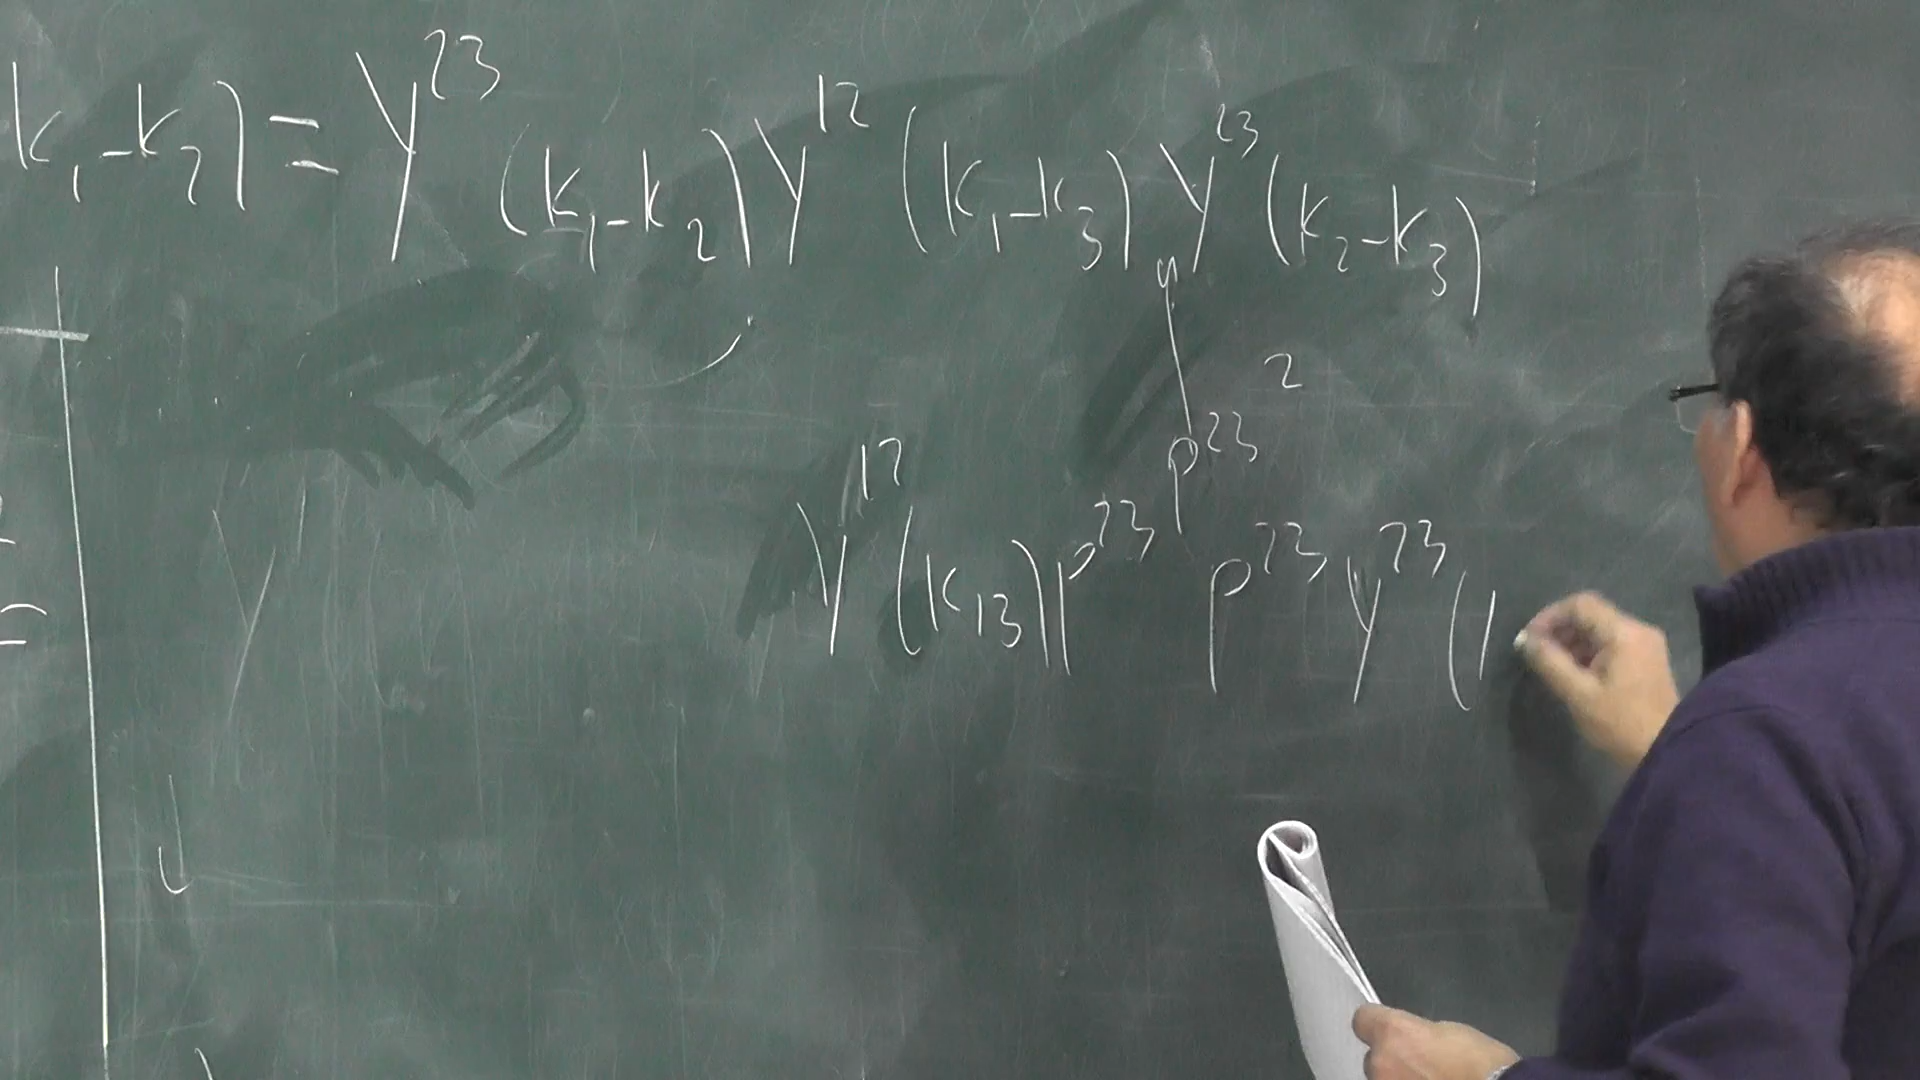 k₁-k₂) = Y²³(k₁-k₂) Y¹²(k₁-k₃) Y²³(k₂-k₃)
2
P²³
Y¹²(k₁₃) P²³ P²³ Y²³(